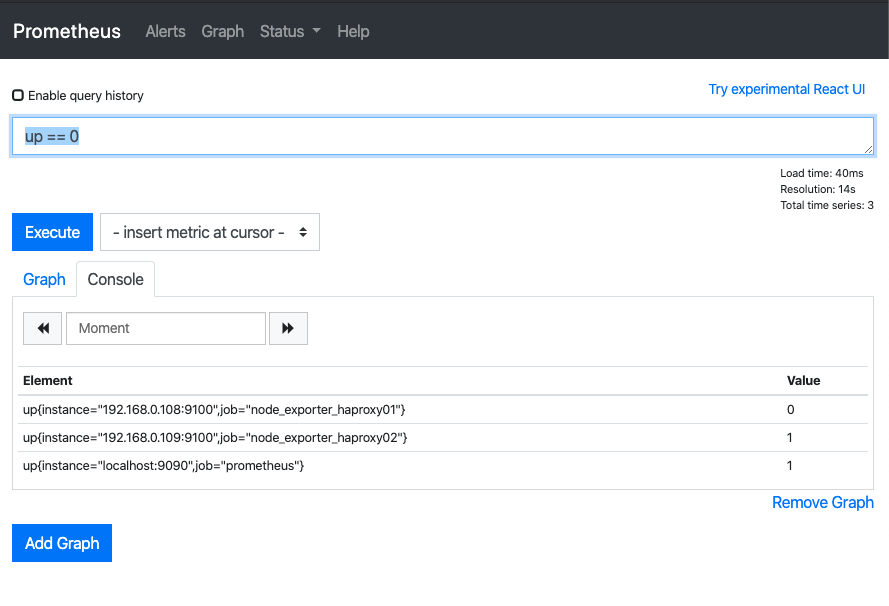 Prometheus Alerts Graph Status Help
Enable query history
Try experimental React UI
up == 0
Load time: 40ms
Resolution: 14s
Total time series: 3
Execute
- insert metric at cursor -
Graph Console
Moment
Element Value
up{instance="192.168.0.108:9100",job="node_exporter_haproxy01"} 0
up{instance="192.168.0.109:9100",job="node_exporter_haproxy02"} 1
up{instance="localhost:9090",job="prometheus"} 1
Remove Graph
Add Graph